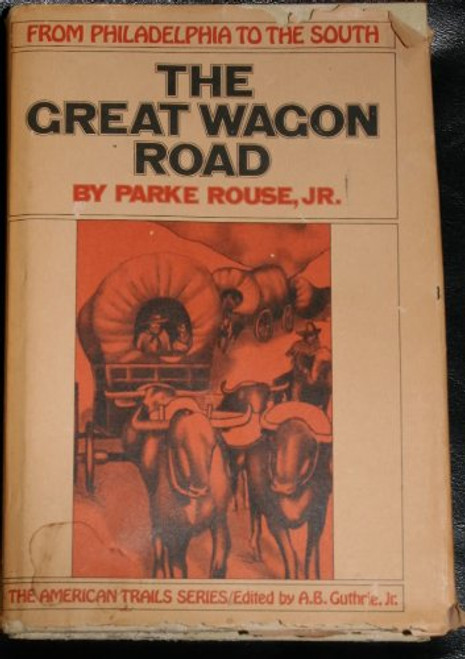 FROM PHILADELPHIA TO THE SOUTH
THE
GREAT WAGON
ROAD
BY PARKE ROUSE, JR.
THE AMERICAN TRAILS SERIES/Edited by A.B. Guthrie, Jr.